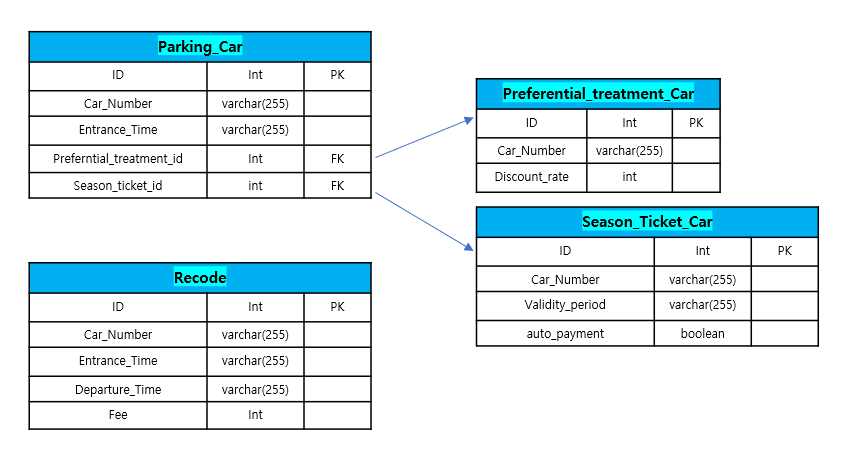 Parking_Car
ID Int PK
Car_Number varchar(255)
Entrance_Time varchar(255)
Preferntial_treatment_id Int FK
Season_ticket_id int FK
Preferential_treatment_Car
ID Int PK
Car_Number varchar(255)
Discount_rate int
Season_Ticket_Car
ID Int PK
Car_Number varchar(255)
Validity_period varchar(255)
auto_payment boolean
Recode
ID Int PK
Car_Number varchar(255)
Entrance_Time varchar(255)
Departure_Time varchar(255)
Fee Int